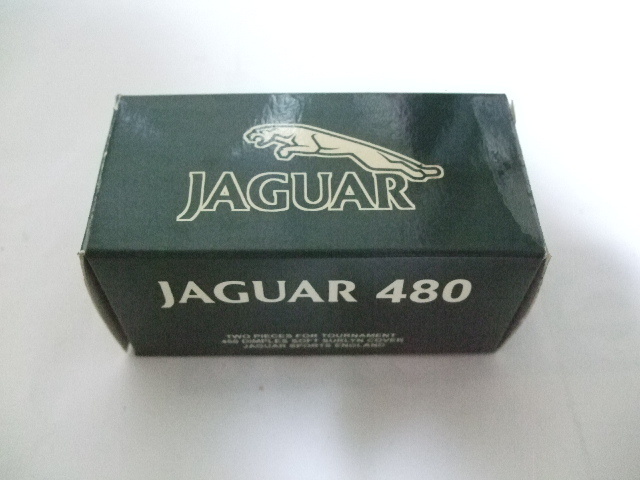 JAGUAR
JAGUAR 480
TWO PIECES FOR TOURNAMENT
480 DIMPLES SOFT SURLYN COVER
JAGUAR SPORTS ENGLAND